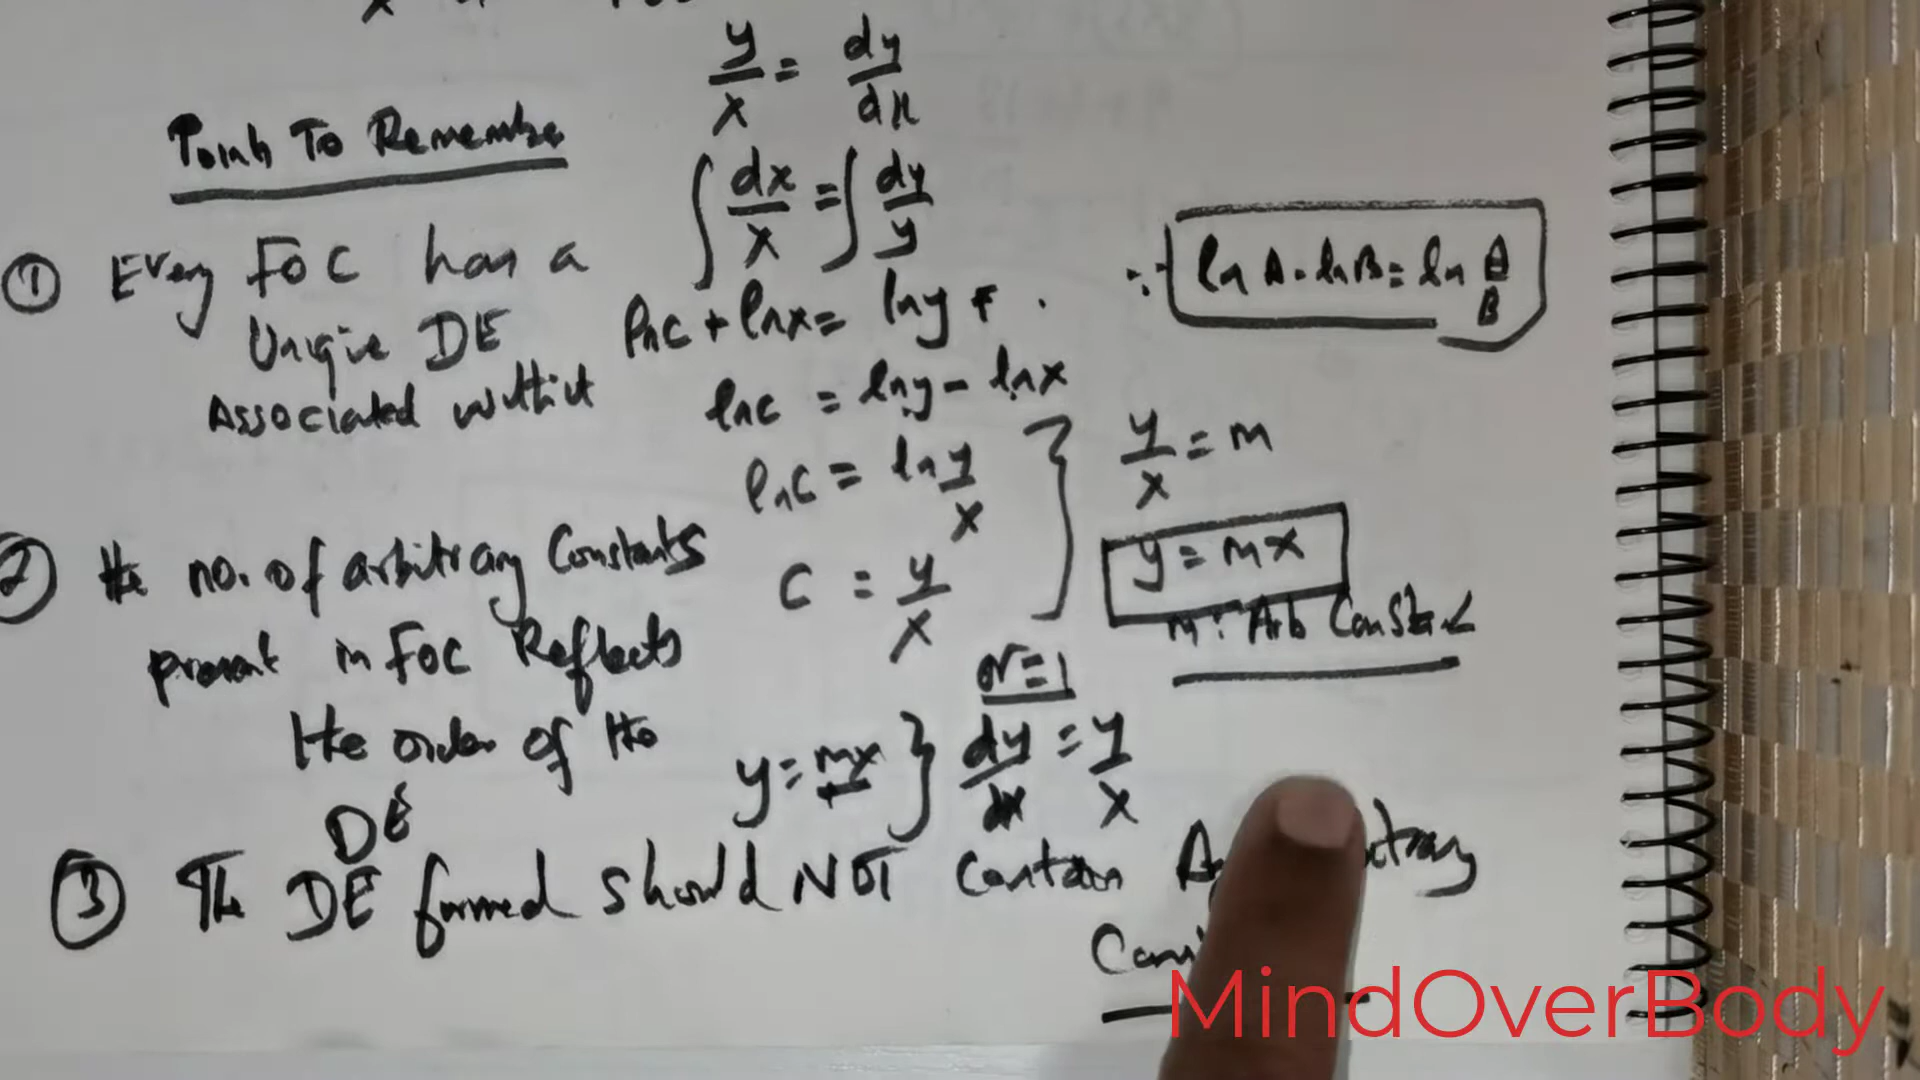 y/x = dy/dx
Points To Remember
∫ dx/x = ∫ dy/y
① Every FOC has a
Unique DE
Associated with it
lnC + lnx = lny + .
∴ ln A - ln B = ln A/B
lnc = lny - lnx
lnC = ln y/x
C = y/x
y/x = m
y = mx
m: Arb Constant
② the no. of arbitrary Constants
present in FOC Reflects
the order of the
DE
y = mx } dy/dx = y/x
Or=1
③ The DE formed should NOT Contain
MindOverBody